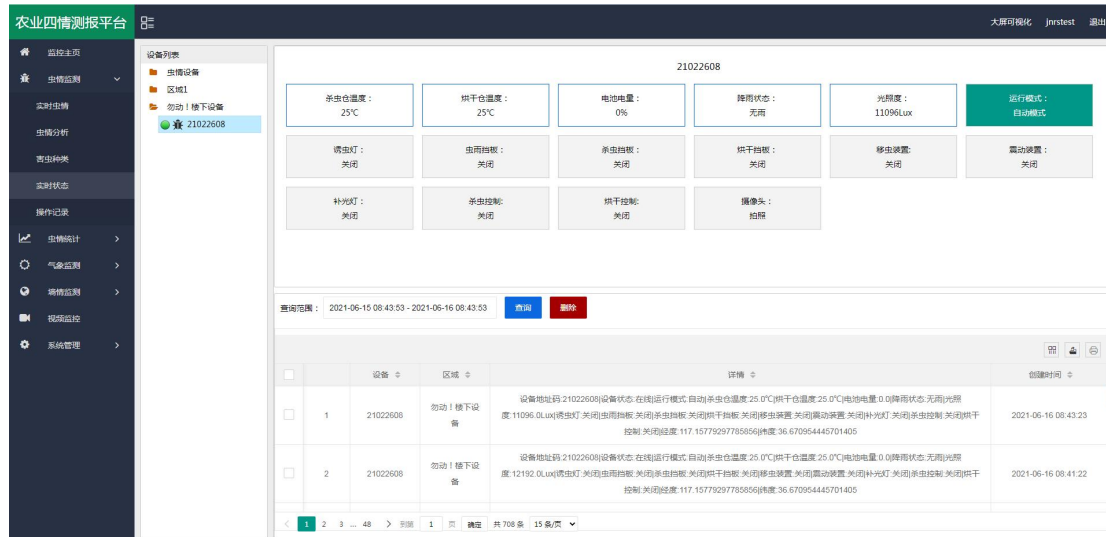 农业四情测报平台
大屏可视化 jnrstest 退出
监控主页
虫情监测
实时虫情
虫情分析
害虫种类
实时状态
操作记录
虫情统计
气象监测
墒情监测
视频监控
系统管理
设备列表
虫情设备
区域1
勿动！楼下设备
21022608
21022608
杀虫仓温度：
25℃
烘干仓温度：
25℃
电池电量：
0%
降雨状态：
无雨
光照度：
11096Lux
运行模式：
自动模式
诱虫灯：
关闭
虫雨挡板：
关闭
杀虫挡板：
关闭
烘干挡板：
关闭
移虫装置:
关闭
震动装置：
关闭
补光灯：
关闭
杀虫控制:
关闭
烘干控制:
关闭
摄像头：
拍照
查询范围： 2021-06-15 08:43:53 - 2021-06-16 08:43:53 查询 删除
设备 区域 详情 创建时间
1 21022608
勿动！楼下设
备
设备地址码:21022608|设备状态:在线|运行模式:自动|杀虫仓温度:25.0℃|烘干仓温度:25.0℃|电池电量:0.0|降雨状态:无雨|光照
度:11096.0Lux|诱虫灯:关闭|虫雨挡板:关闭|杀虫挡板:关闭|烘干挡板:关闭|移虫装置:关闭|震动装置:关闭|补光灯:关闭|杀虫控制:关闭|烘干
控制:关闭|经度:117.15779297785856|纬度:36.670954445701405
2021-06-16 08:43:23
2 21022608
勿动！楼下设
备
设备地址码:21022608|设备状态:在线|运行模式:自动|杀虫仓温度:25.0℃|烘干仓温度:25.0℃|电池电量:0.0|降雨状态:无雨|光照
度:12192.0Lux|诱虫灯:关闭|虫雨挡板:关闭|杀虫挡板:关闭|烘干挡板:关闭|移虫装置:关闭|震动装置:关闭|补光灯:关闭|杀虫控制:关闭|烘干
控制:关闭|经度:117.15779297785856|纬度:36.670954445701405
2021-06-16 08:41:22
1 2 3 ... 48 到第 1 页 确定 共 708 条 15 条/页